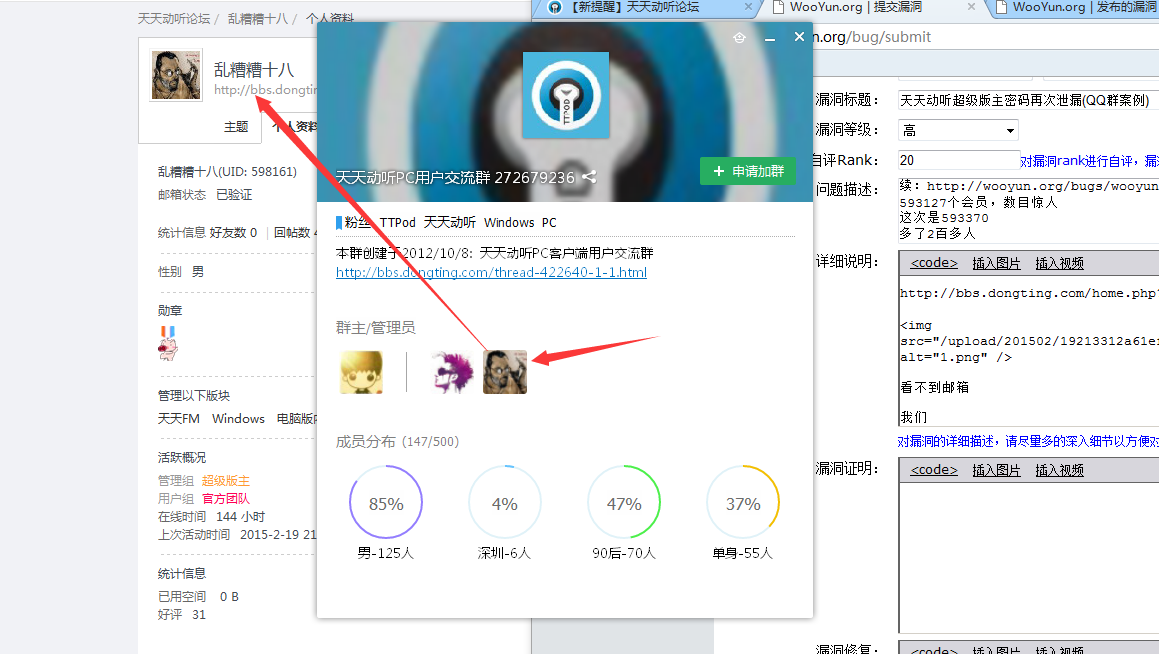 天天动听论坛 / 乱糟糟十八 / 个人资料
乱糟糟十八
http://bbs.dongtin
主题 个人资料
乱糟糟十八(UID: 598161)
邮箱状态 已验证
统计信息 好友数 0 | 回帖数 4
性别 男
勋章
管理以下版块
天天FM Windows 电脑版
活跃概况
管理组 超级版主
用户组 官方团队
在线时间 144 小时
上次活动时间 2015-2-19 21
统计信息
已用空间 0 B
好评 31
TTPOD
天天动听PC用户交流群 272679236
+ 申请加群
粉丝 TTPod 天天动听 Windows PC
本群创建于2012/10/8: 天天动听PC客户端用户交流群
http://bbs.dongting.com/thread-422640-1-1.html
群主/管理员
成员分布 (147/500)
85% 4% 47% 37%
男-125人 深圳-6人 90后-70人 单身-55人
【新提醒】天天动听论坛 × WooYun.org | 提交漏洞 × WooYun.org | 发布的漏洞
n.org/bug/submit
漏洞标题: 天天动听超级版主密码再次泄漏(QQ群案例)
漏洞等级: 高
自评Rank: 20 对漏洞rank进行自评，漏
问题描述: 续: http://wooyun.org/bugs/wooyun
593127个会员，数目惊人
这次是593370
多了2百多人
详细说明: <code> 插入图片 插入视频
http://bbs.dongting.com/home.php?
<img
src="/upload/201502/19213312a61e
alt="1.png" />
看不到邮箱
我们
对漏洞的详细描述，请尽量多的深入细节以方便对
漏洞证明: <code> 插入图片 插入视频
漏洞修复: <code> 插入图片 插入视频